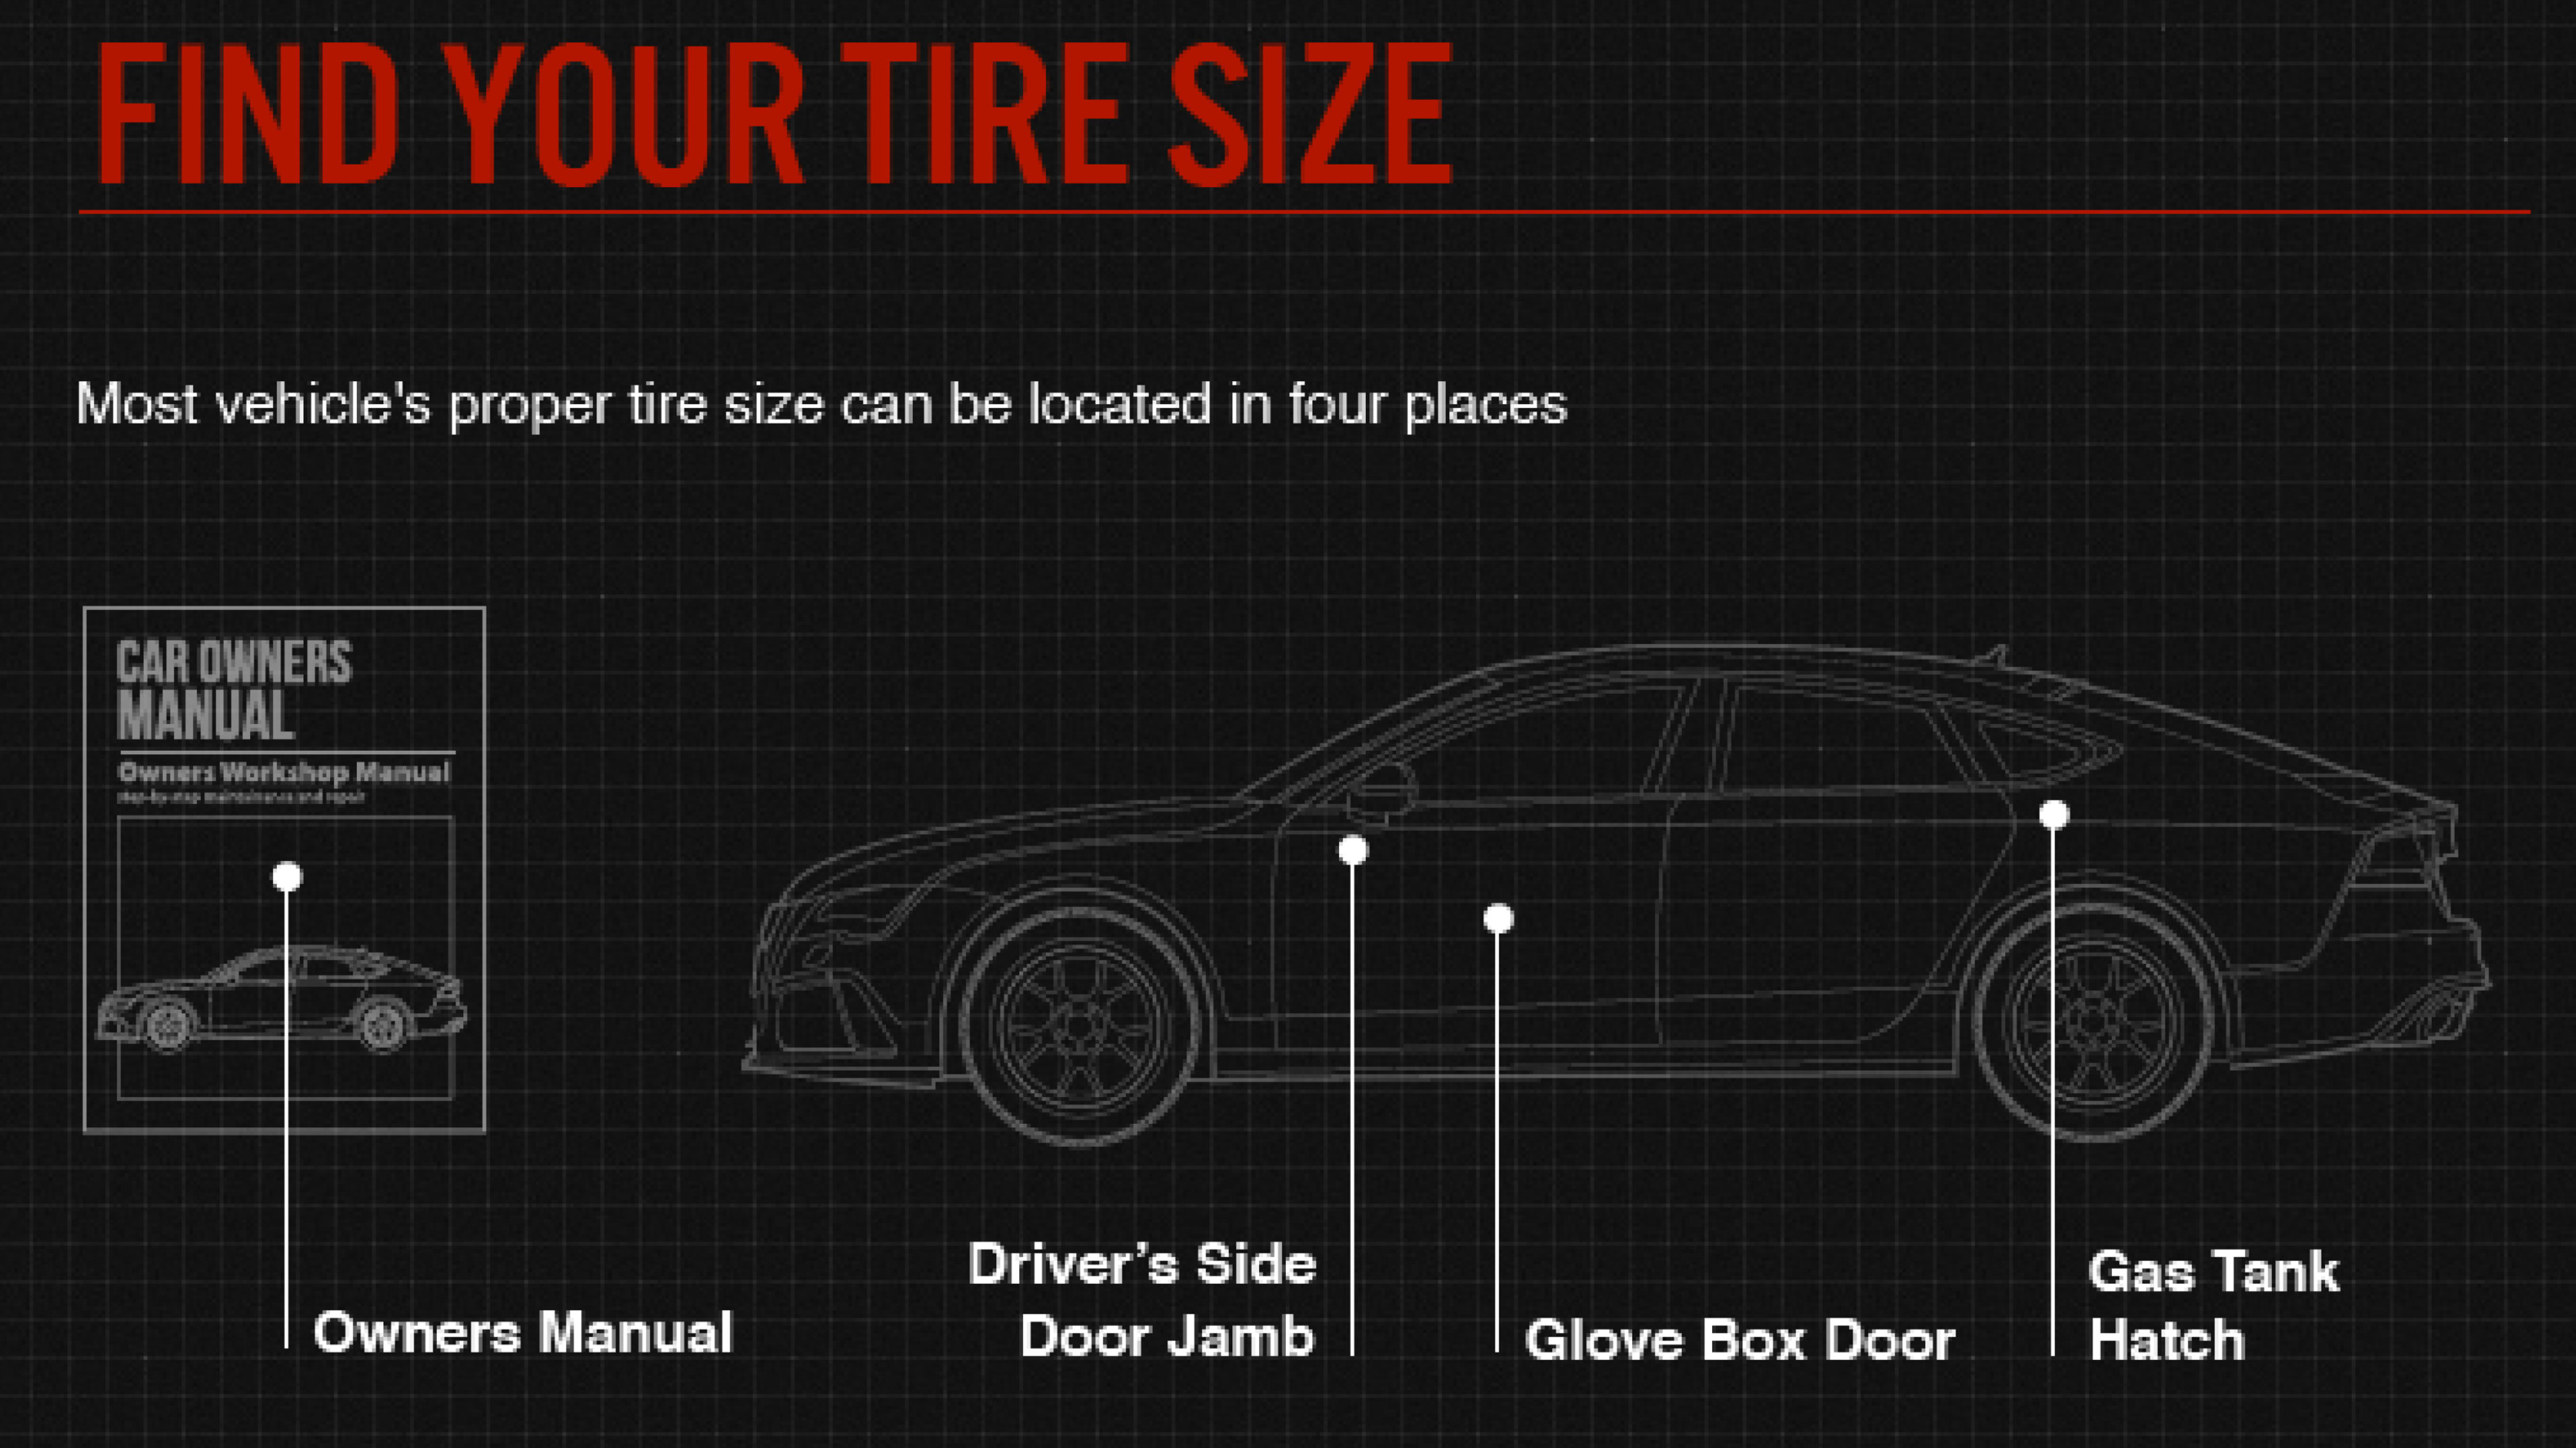 FIND YOUR TIRE SIZE
Most vehicle's proper tire size can be located in four places
CAR OWNERS
MANUAL
Owners Workshop Manual
step-by-step maintainance and repair
Owners Manual
Driver’s Side
Door Jamb
Glove Box Door
Gas Tank
Hatch